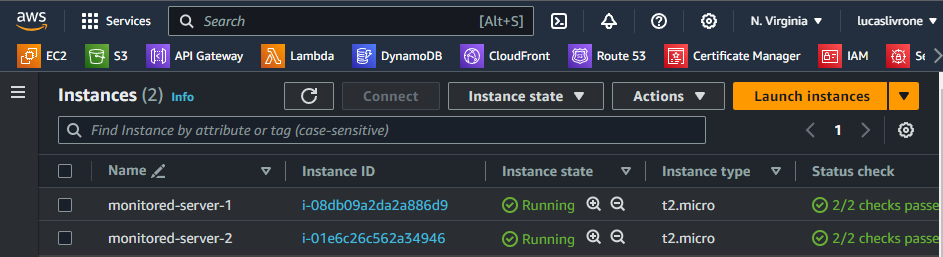 aws Services Search [Alt+S] N. Virginia lucaslivrone
EC2 S3 API Gateway Lambda DynamoDB CloudFront Route 53 Certificate Manager IAM Se
Instances (2) Info Connect Instance state Actions Launch instances
Find Instance by attribute or tag (case-sensitive) 1
Name Instance ID Instance state Instance type Status check
monitored-server-1 i-08db09a2da2a886d9 Running t2.micro 2/2 checks passe
monitored-server-2 i-01e6c26c562a34946 Running t2.micro 2/2 checks passe